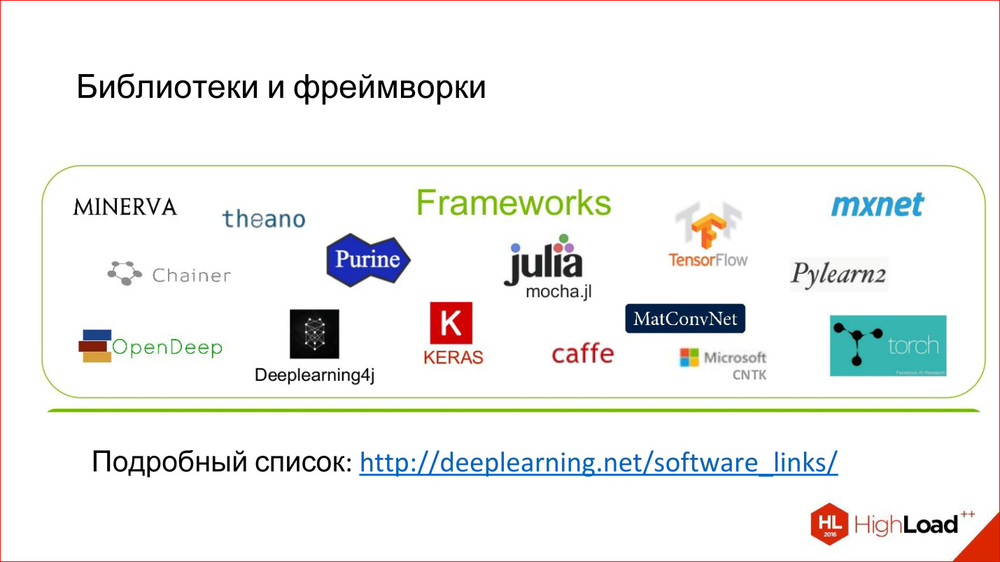 Библиотеки и фреймворки
Frameworks
MINERVA
theano
TensorFlow
mxnet
Chainer
Purine
julia
mocha.jl
Pylearn2
OpenDeep
Deeplearning4j
K
KERAS
caffe
MatConvNet
Microsoft
CNTK
torch
Facebook AI Research
Подробный список: http://deeplearning.net/software_links/
HL
2016
HighLoad++